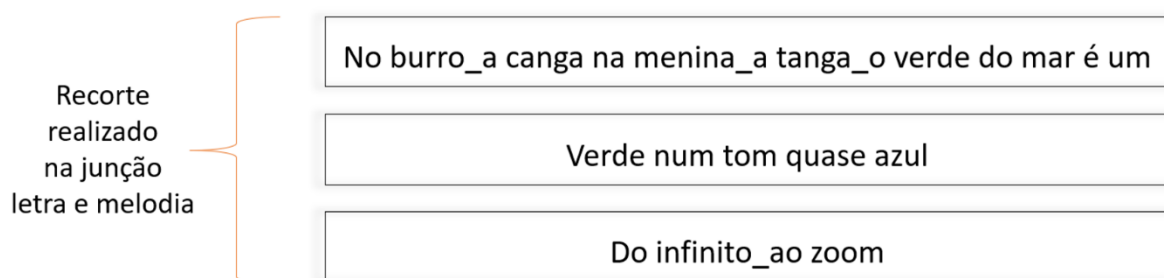 Recorte
realizado
na junção
letra e melodia
No burro_a canga na menina_a tanga_o verde do mar é um
Verde num tom quase azul
Do infinito_ao zoom